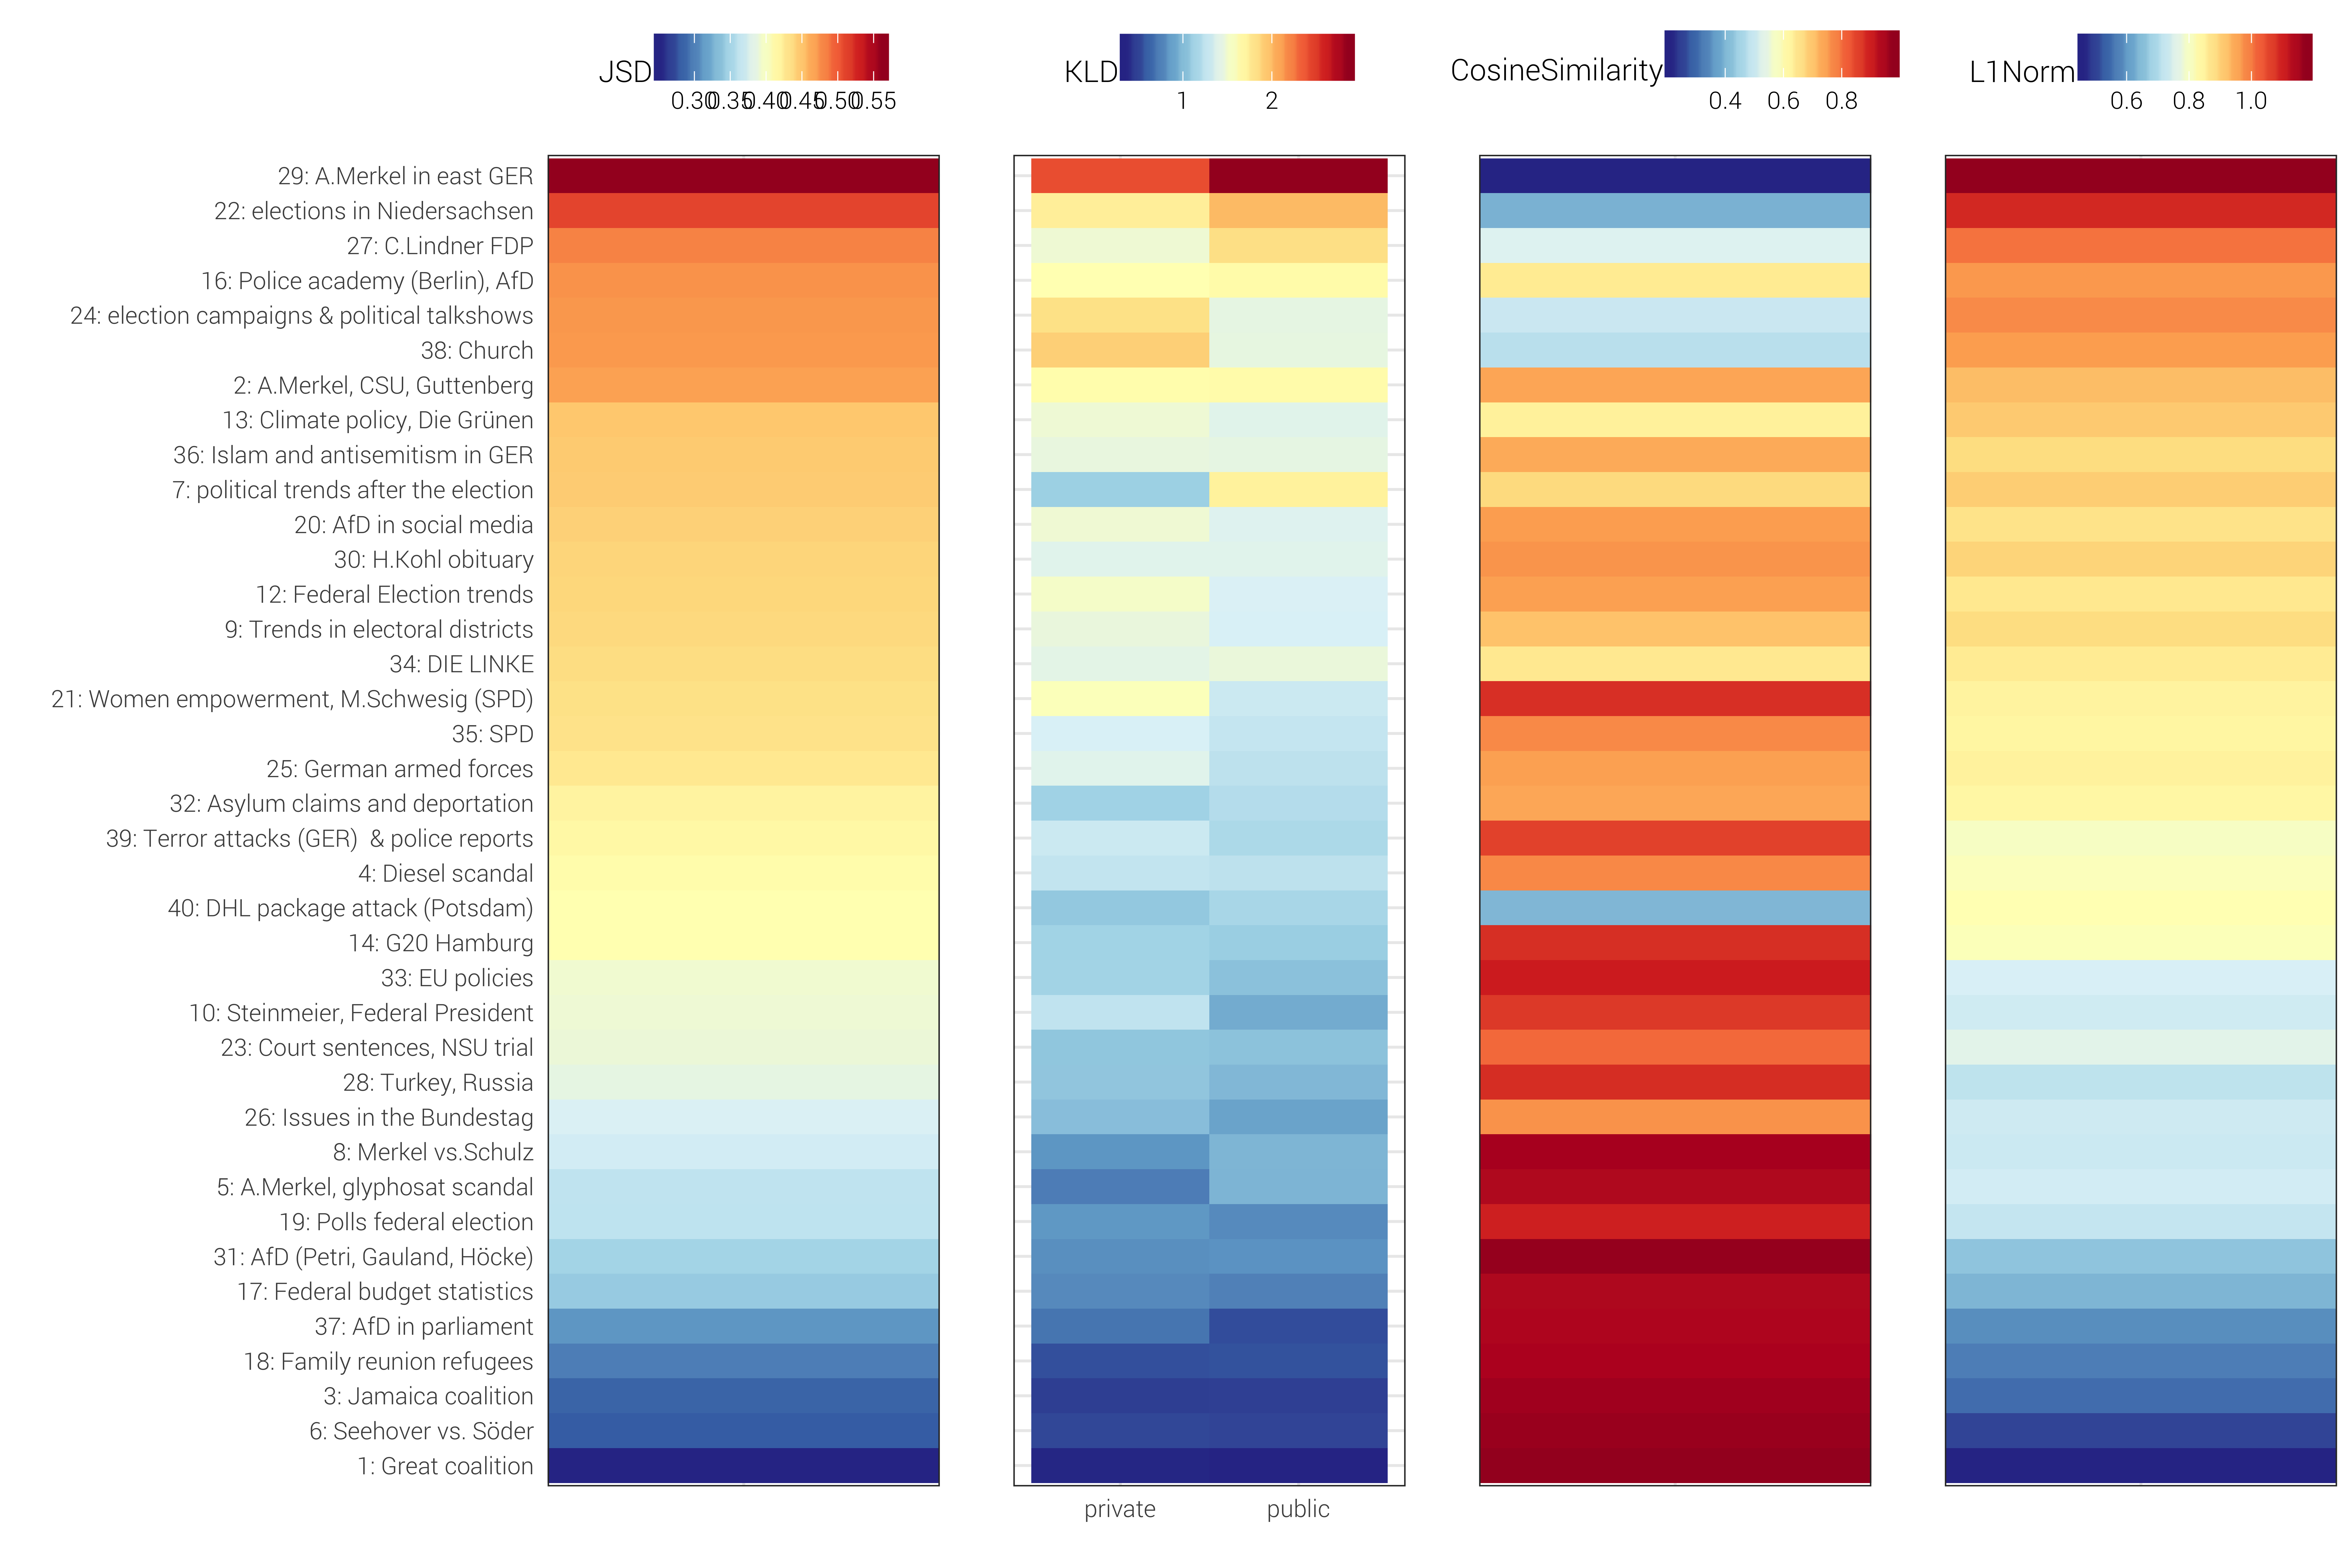 JSD
0.30 0.35 0.40 0.45 0.50 0.55
KLD
1 2
CosineSimilarity
0.4 0.6 0.8
L1Norm
0.6 0.8 1.0
29: A.Merkel in east GER
22: elections in Niedersachsen
27: C.Lindner FDP
16: Police academy (Berlin), AfD
24: election campaigns & political talkshows
38: Church
2: A.Merkel, CSU, Guttenberg
13: Climate policy, Die Grünen
36: Islam and antisemitism in GER
7: political trends after the election
20: AfD in social media
30: H.Kohl obituary
12: Federal Election trends
9: Trends in electoral districts
34: DIE LINKE
21: Women empowerment, M.Schwesig (SPD)
35: SPD
25: German armed forces
32: Asylum claims and deportation
39: Terror attacks (GER)  & police reports
4: Diesel scandal
40: DHL package attack (Potsdam)
14: G20 Hamburg
33: EU policies
10: Steinmeier, Federal President
23: Court sentences, NSU trial
28: Turkey, Russia
26: Issues in the Bundestag
8: Merkel vs.Schulz
5: A.Merkel, glyphosat scandal
19: Polls federal election
31: AfD (Petri, Gauland, Höcke)
17: Federal budget statistics
37: AfD in parliament
18: Family reunion refugees
3: Jamaica coalition
6: Seehover vs. Söder
1: Great coalition
private public